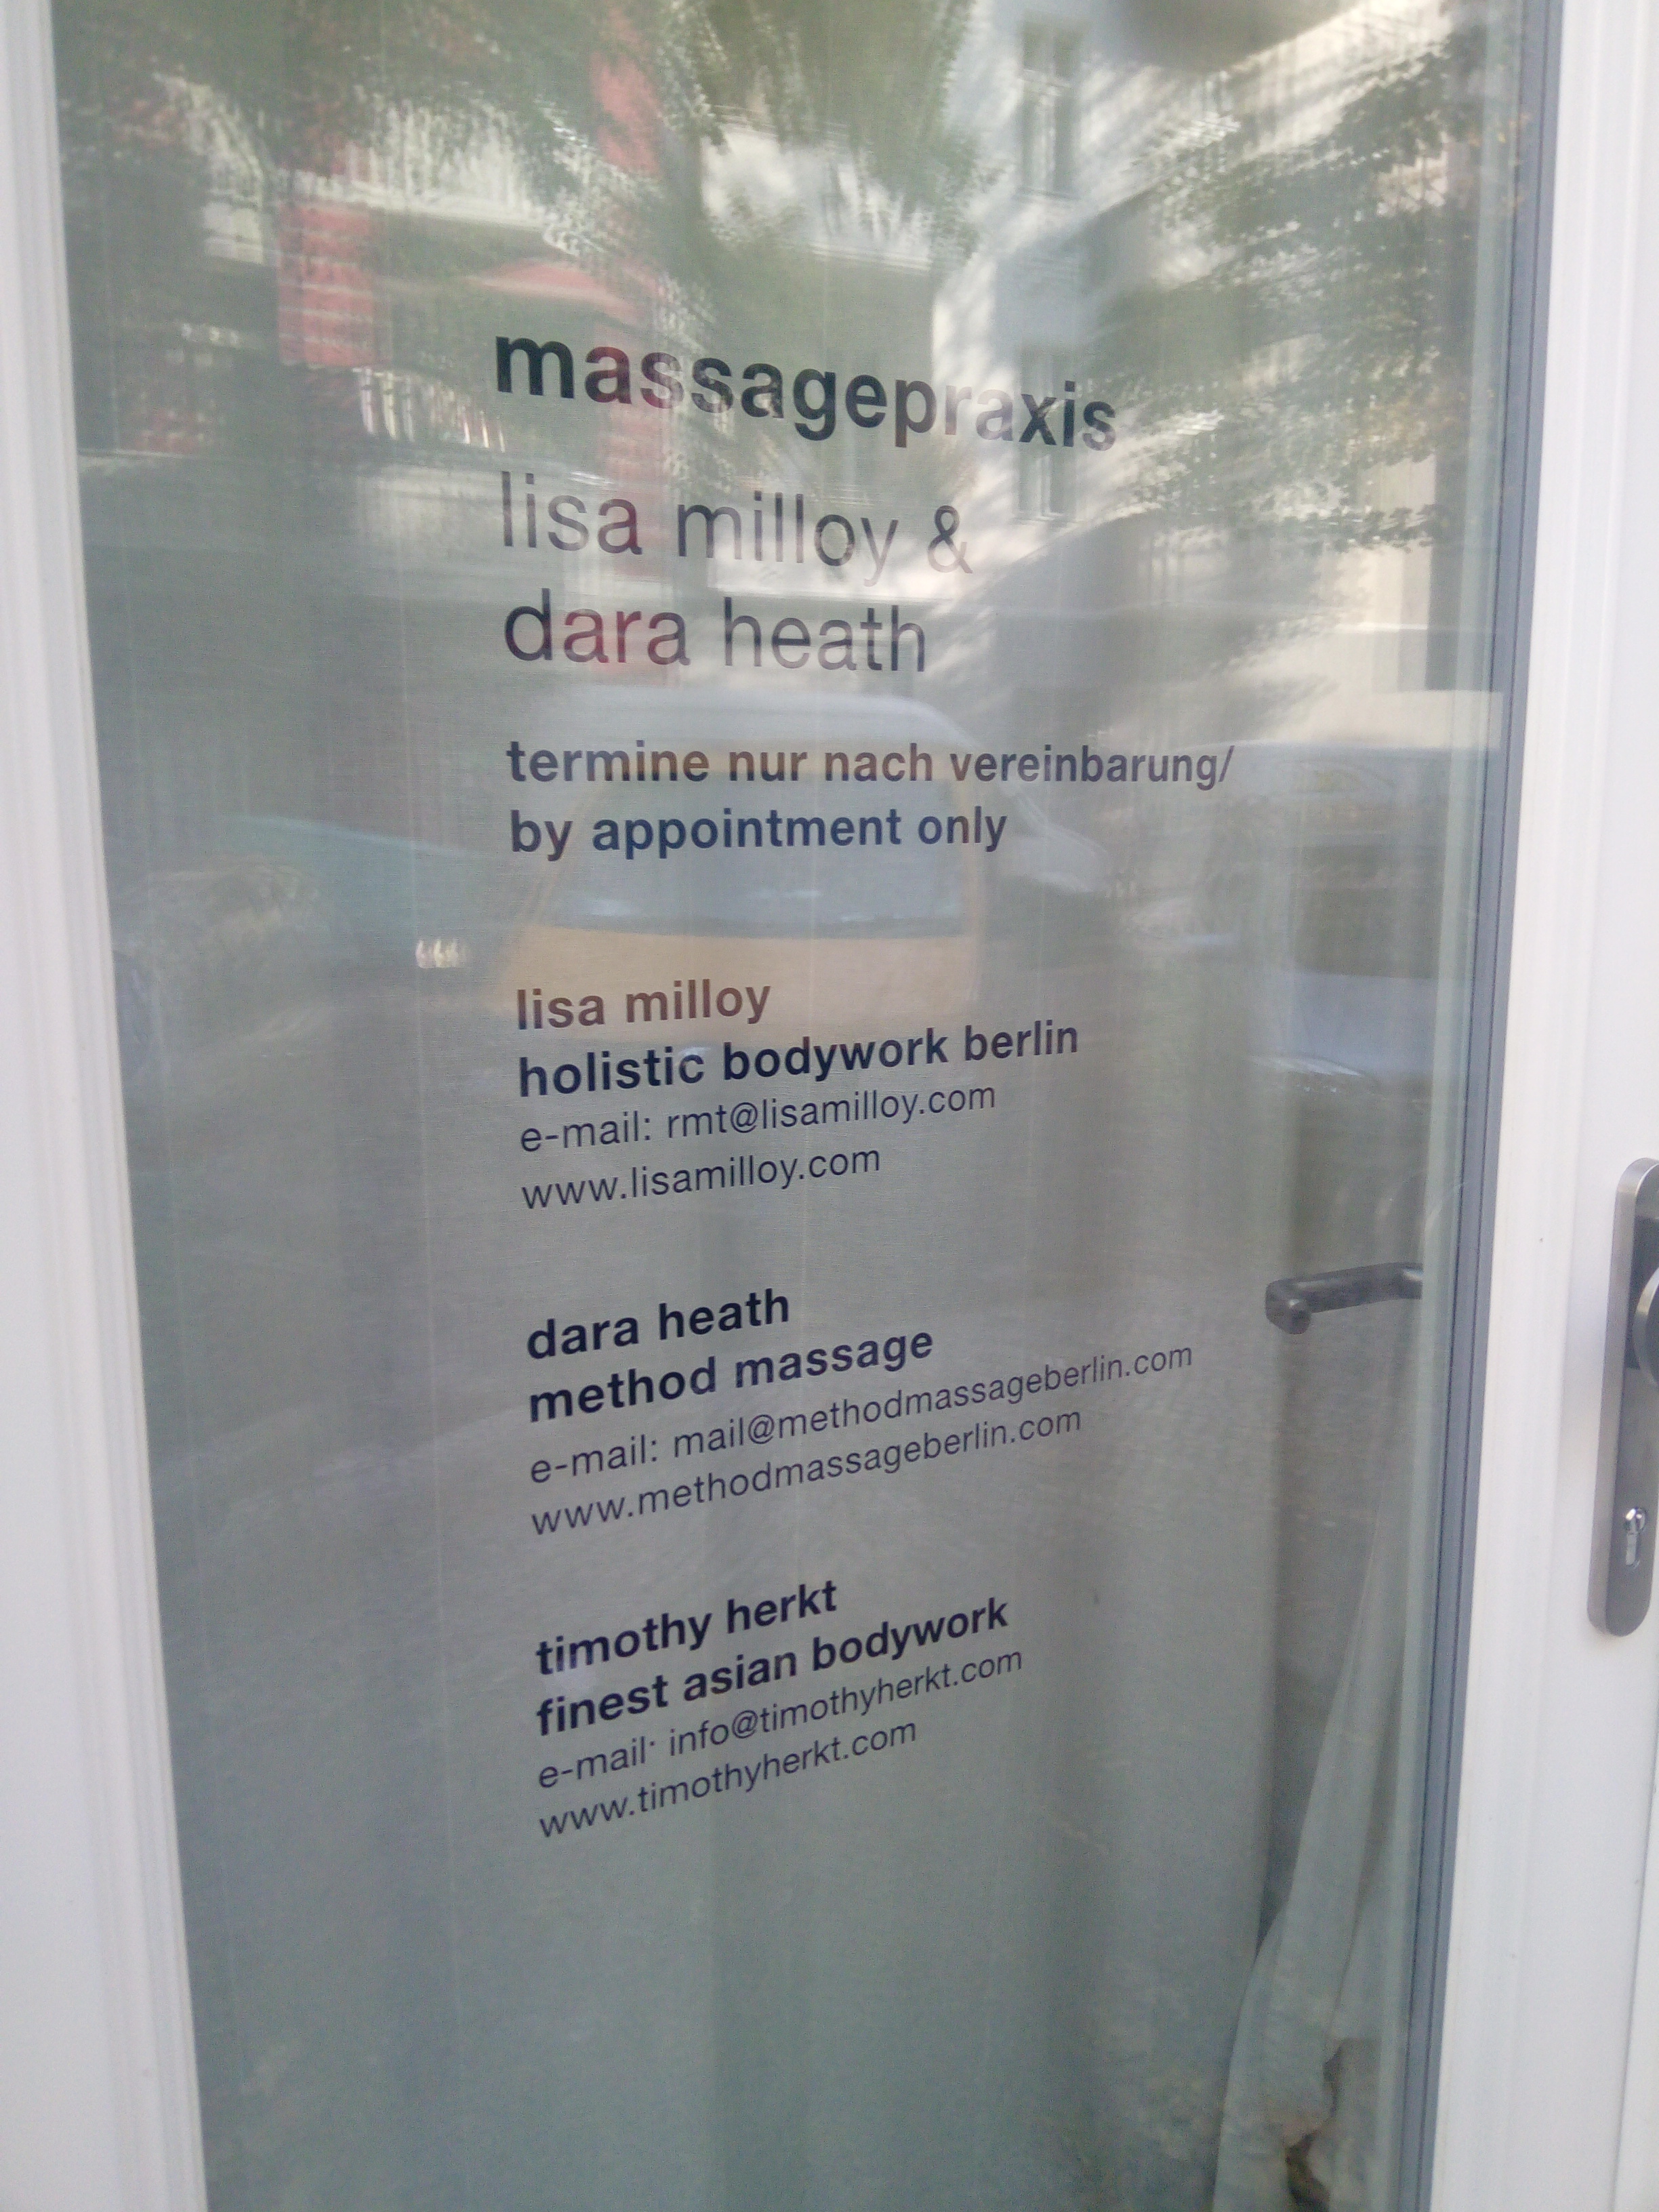 massagepraxis
lisa milloy &
dara heath
termine nur nach vereinbarung/
by appointment only
lisa milloy
holistic bodywork berlin
e-mail: rmt@lisamilloy.com
www.lisamilloy.com
dara heath
method massage
e-mail: mail@methodmassageberlin.com
www.methodmassageberlin.com
timothy herkt
finest asian bodywork
e-mail: info@timothyherkt.com
www.timothyherkt.com